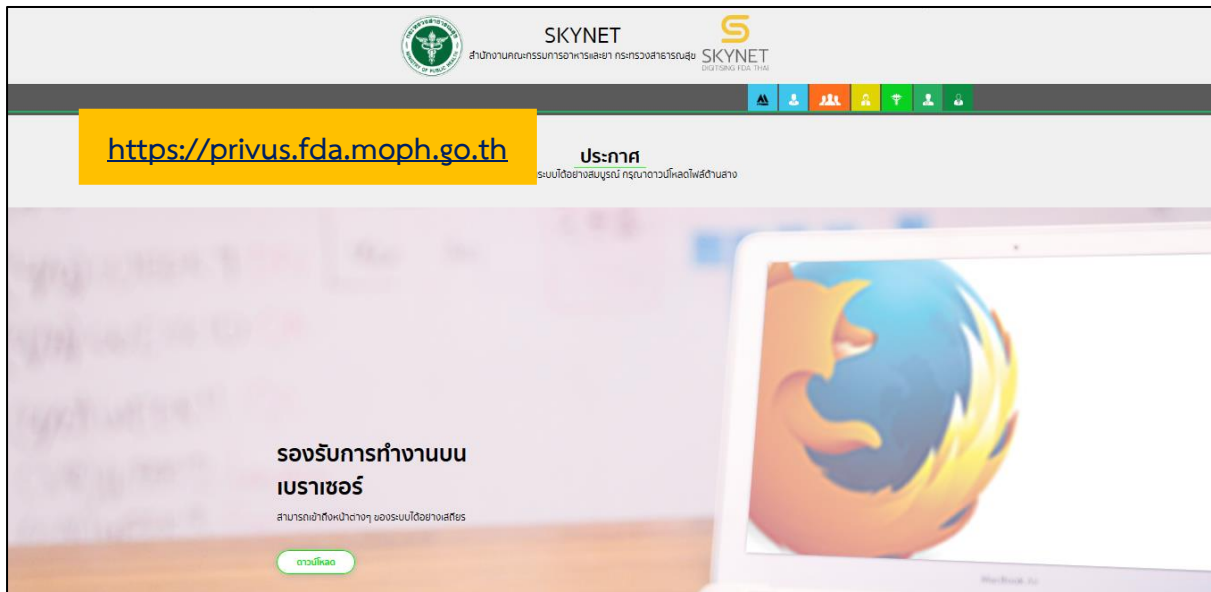 SKYNET
สำนักงานคณะกรรมการอาหารและยา กระทรวงสาธารณสุข
SKYNET
DIGITISING FDA THAI
https://privus.fda.moph.go.th
ประกาศ
ระบบได้อย่างสมบูรณ์ กรุณาดาวน์โหลดไฟล์ด้านล่าง
รองรับการทำงานบน
เบราเซอร์
สามารถเข้าถึงหน้าต่างๆ ของระบบได้อย่างเสถียร
ดาวน์โหลด